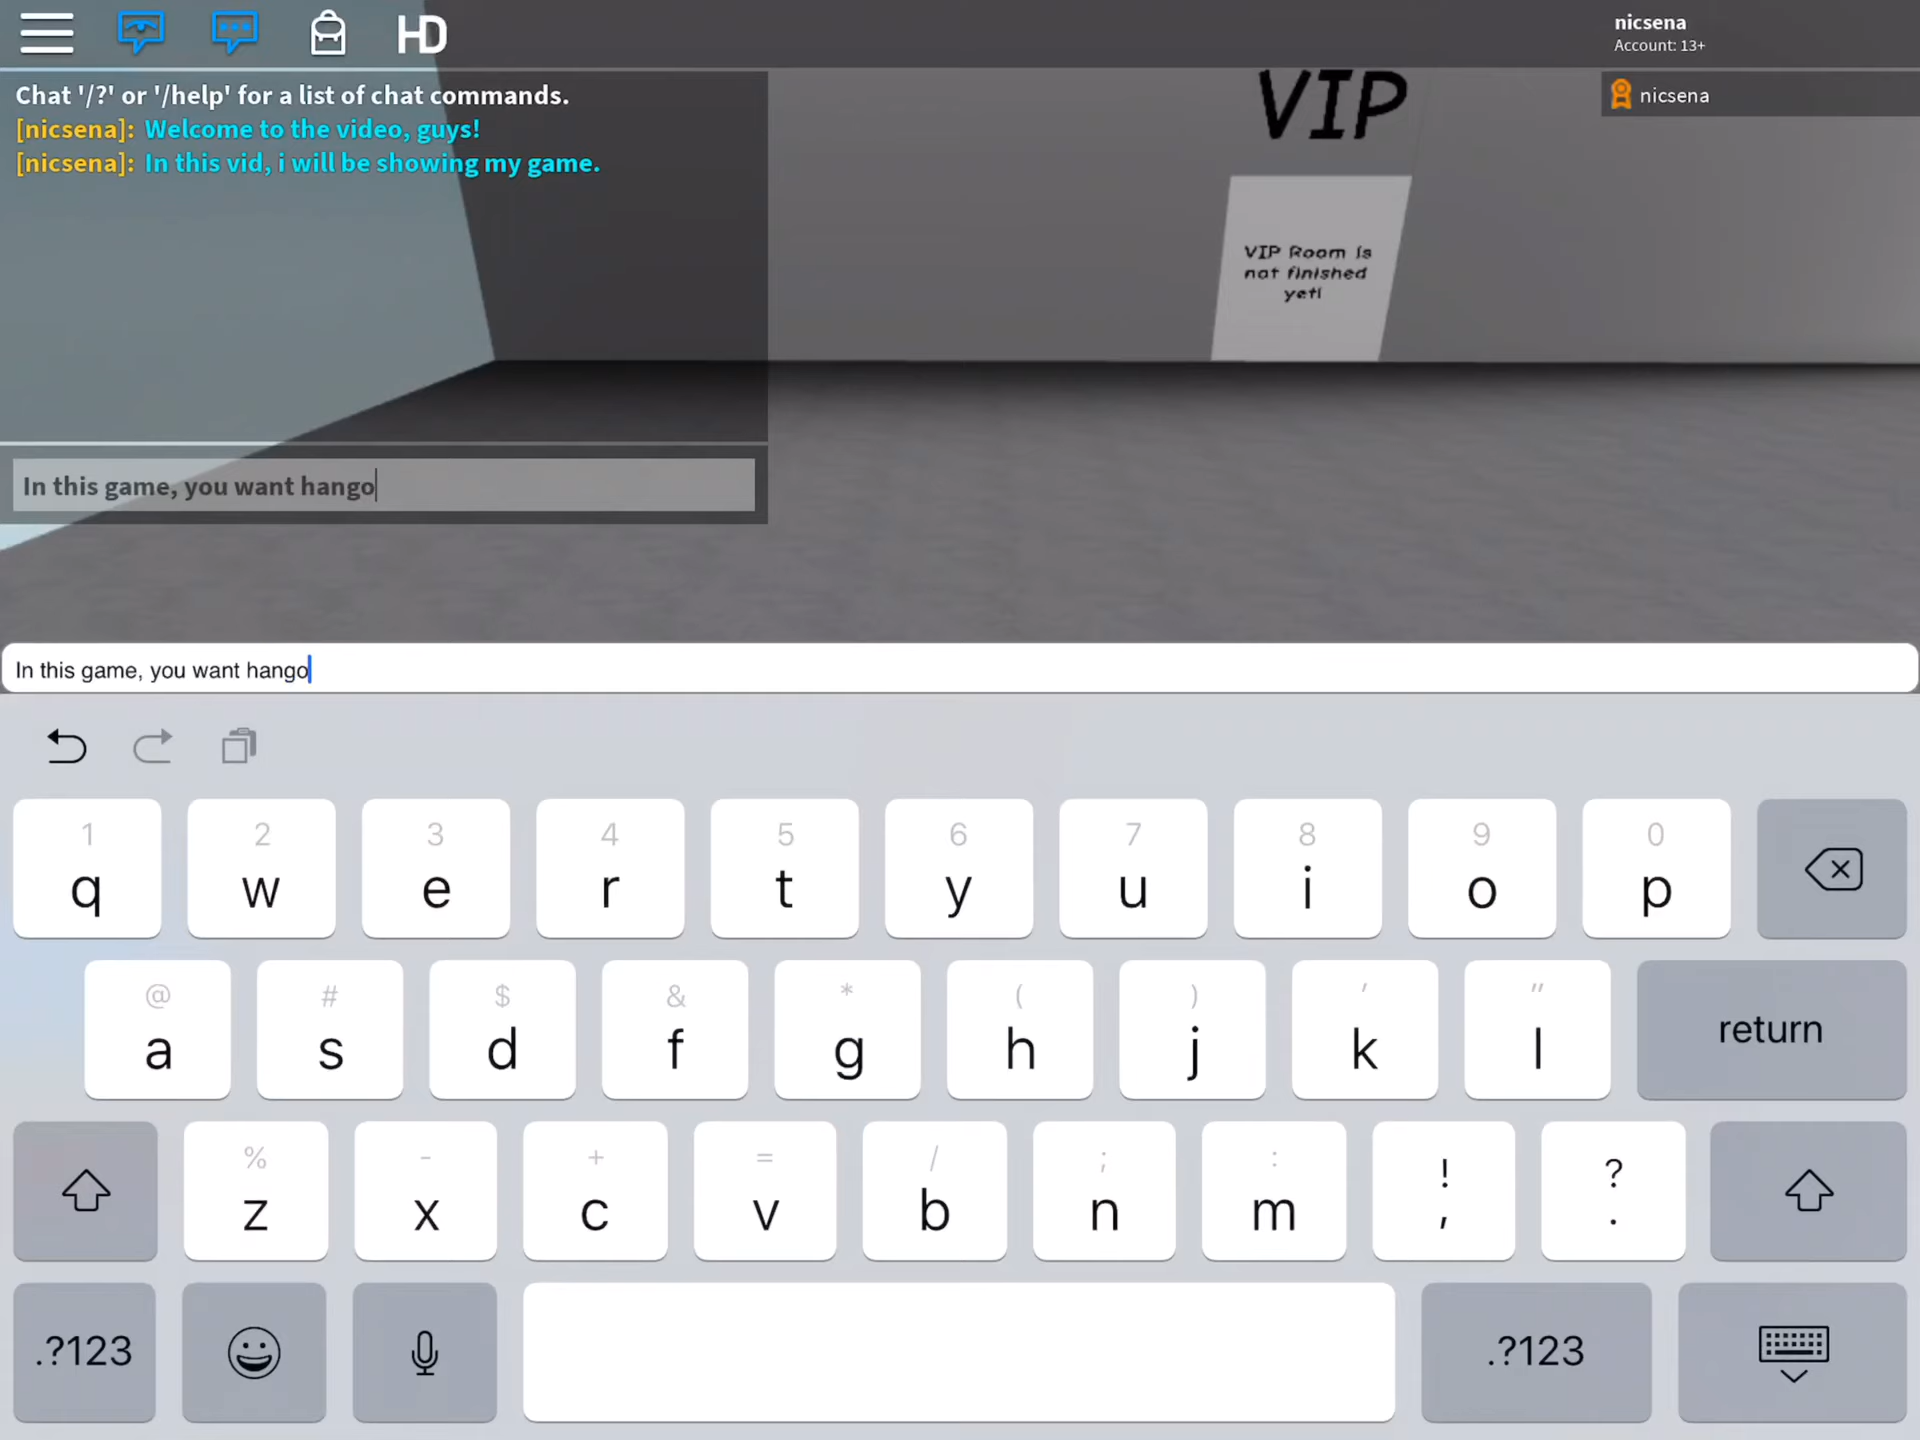 HD
nicsena
Account: 13+
nicsena
Chat '/?' or '/help' for a list of chat commands.
[nicsena]: Welcome to the video, guys!
[nicsena]: In this vid, i will be showing my game.
VIP
VIP Room is
not finished
yet!
In this game, you want hango
In this game, you want hango
1 2 3 4 5 6 7 8 9 0
q w e r t y u i o p
@ # $ & * ( ) ' "
a s d f g h j k l return
% - + = / ; : ! ?
z x c v b n m , .
.?123 .?123